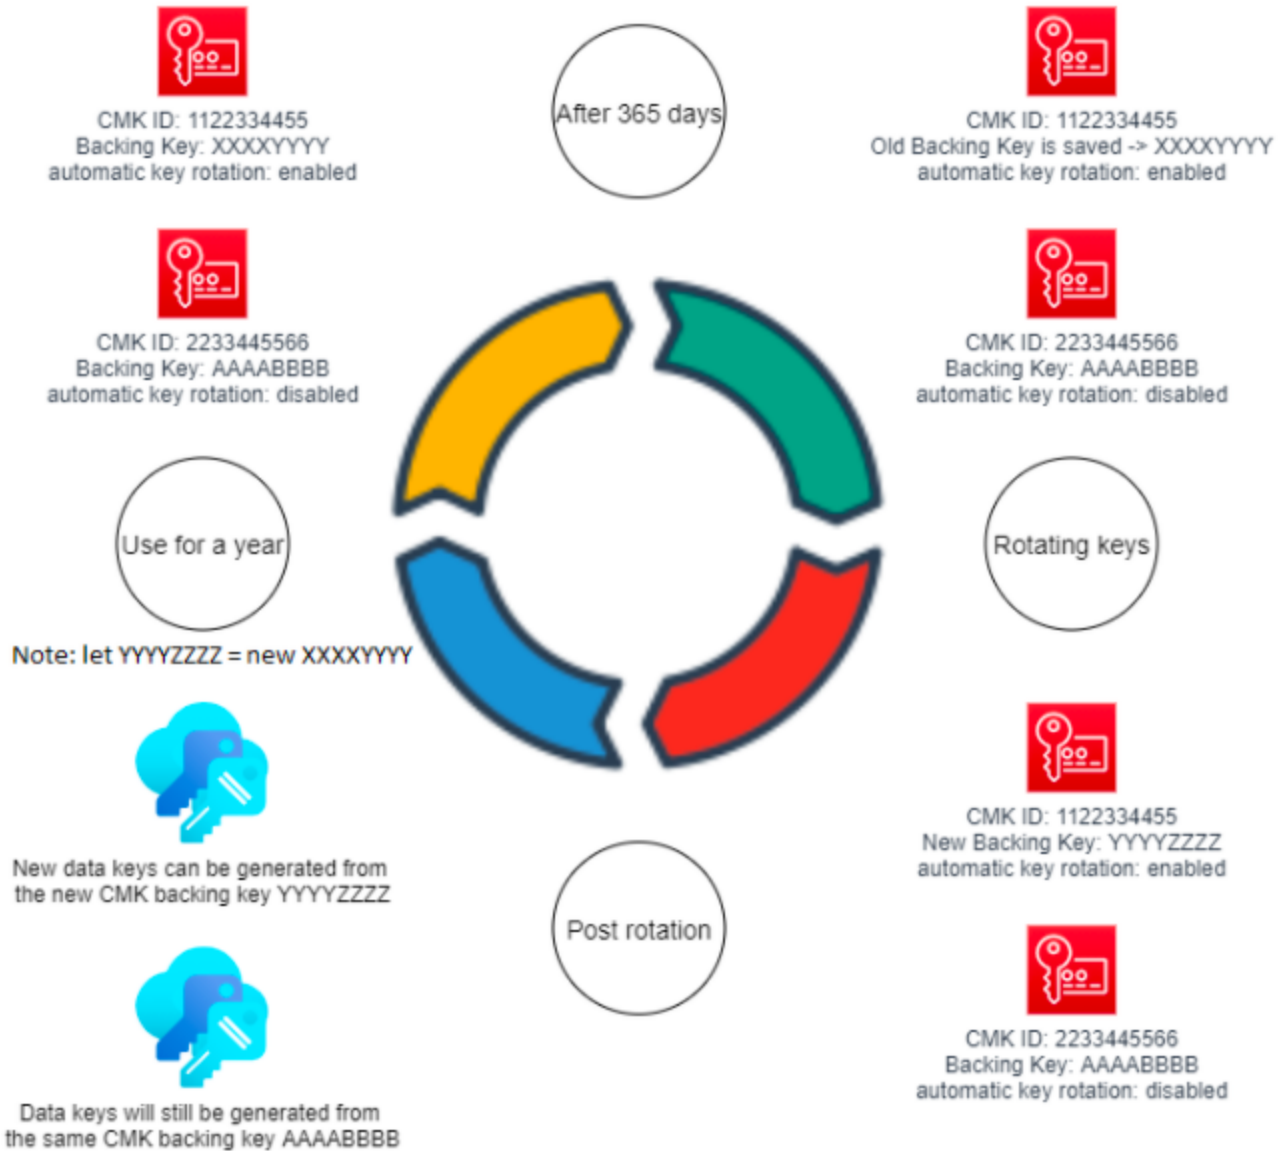 CMK ID: 1122334455
Backing Key: XXXXYYYY
automatic key rotation: enabled
After 365 days
CMK ID: 1122334455
Old Backing Key is saved -> XXXXYYYY
automatic key rotation: enabled
CMK ID: 2233445566
Backing Key: AAAABBBB
automatic key rotation: disabled
CMK ID: 2233445566
Backing Key: AAAABBBB
automatic key rotation: disabled
Use for a year
Rotating keys
Note: let YYYYZZZZ = new XXXXYYYY
New data keys can be generated from
the new CMK backing key YYYYZZZZ
CMK ID: 1122334455
New Backing Key: YYYYZZZZ
automatic key rotation: enabled
Post rotation
Data keys will still be generated from
the same CMK backing key AAAABBBB
CMK ID: 2233445566
Backing Key: AAAABBBB
automatic key rotation: disabled